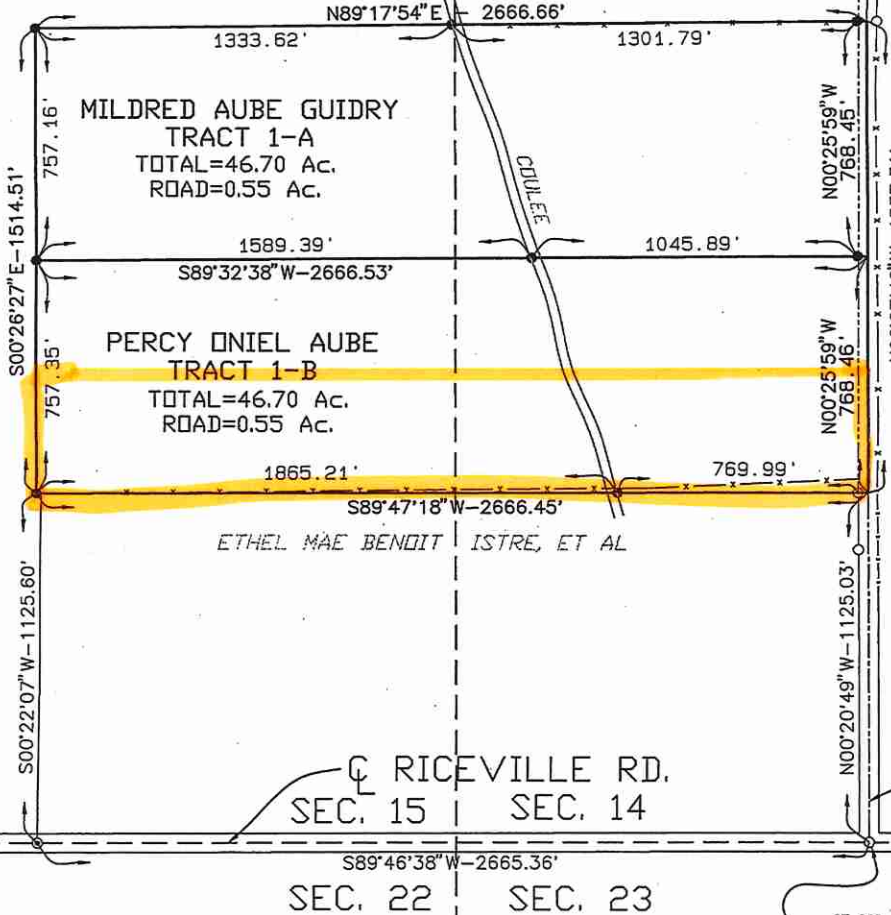 N89°17'54"E - 2666.66'
1333.62'
1301.79'
757.16'
MILDRED AUBE GUIDRY
TRACT 1-A
TOTAL=46.70 Ac.
ROAD=0.55 Ac.
COULEE
N00°25'59"W
768.45'
S00°26'27"E-1514.51'
1589.39'
1045.89'
S89°32'38"W-2666.53'
757.35'
PERCY ONIEL AUBE
TRACT 1-B
TOTAL=46.70 Ac.
ROAD=0.55 Ac.
N00°25'59"W
768.46'
1865.21'
769.99'
S89°47'18"W-2666.45'
ETHEL MAE BENOIT ISTRE, ET AL
S00°22'07"W-1125.60'
N00°20'49"W-1125.03'
℄ RICEVILLE RD.
SEC. 15 SEC. 14
S89°46'38"W-2665.36'
SEC. 22 SEC. 23